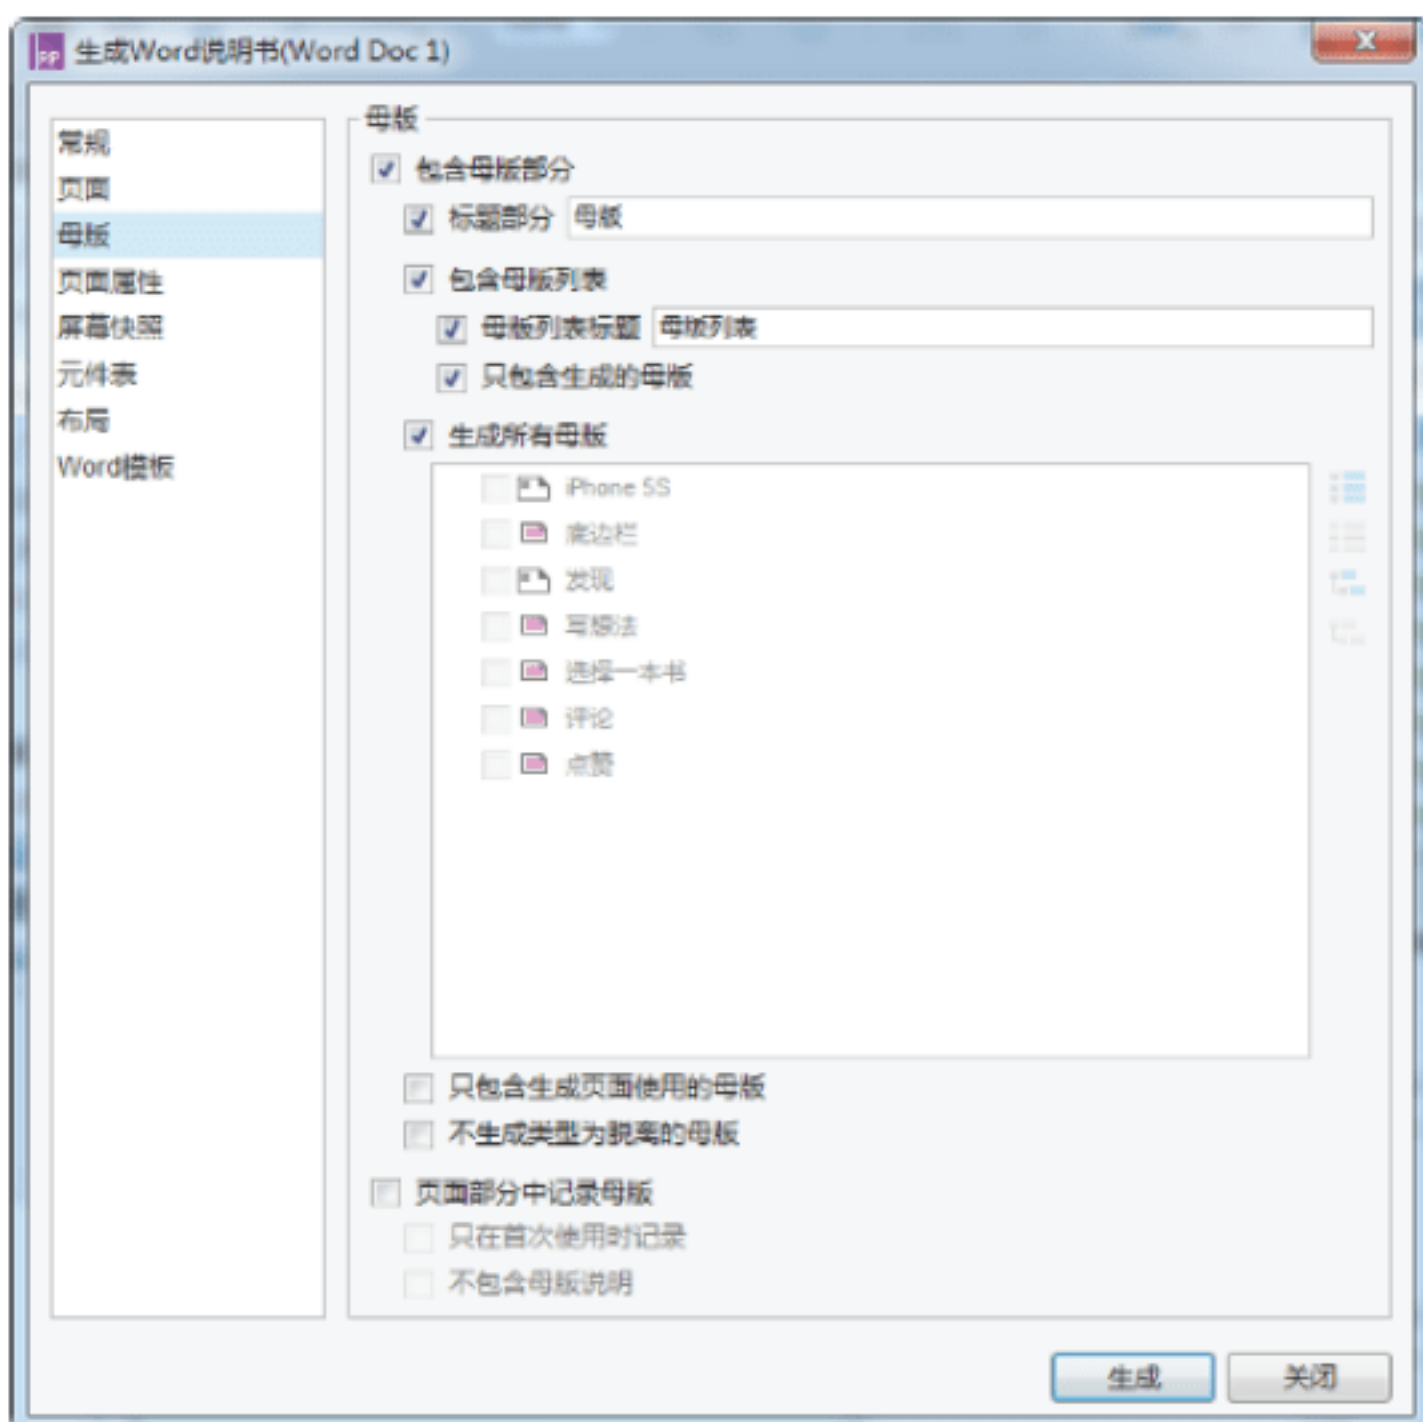 生成Word说明书(Word Doc 1)
常规
页面
母版
页面属性
屏幕快照
元件表
布局
Word模板
母版
包含母版部分
标题部分 母版
包含母版列表
母版列表标题 母版列表
只包含生成的母版
生成所有母版
iPhone 5S
底边栏
发现
写想法
选择一本书
评论
点赞
只包含生成页面使用的母版
不生成类型为脱离的母版
页面部分中记录母版
只在首次使用时记录
不包含母版说明
生成 关闭